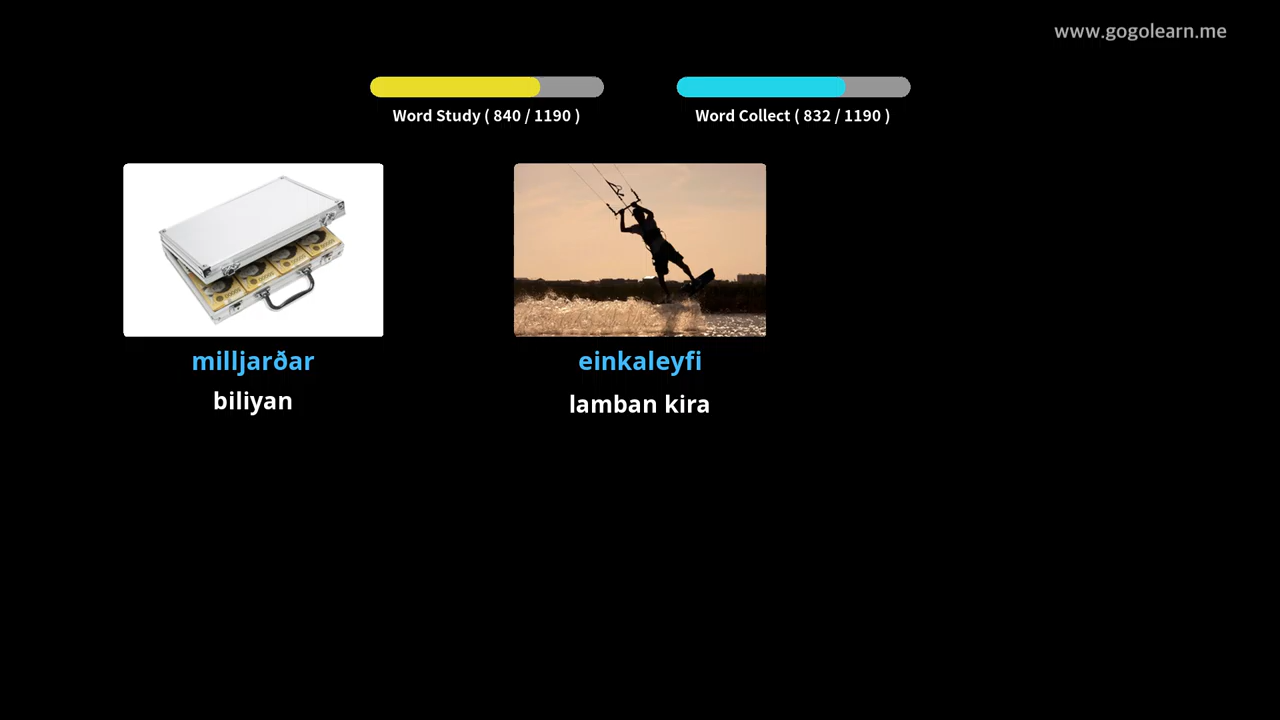 www.gogolearn.me
Word Study ( 840 / 1190 )
Word Collect ( 832 / 1190 )
milljarðar
biliyan
einkaleyfi
lamban kira